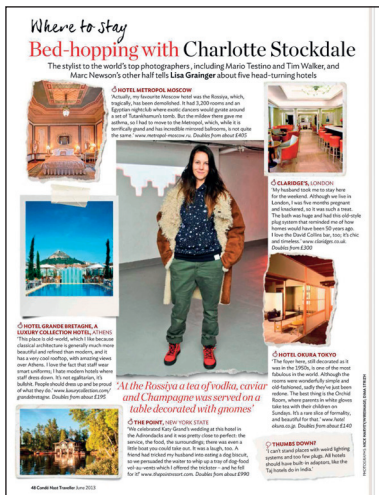 Where to stay
Bed-hopping with Charlotte Stockdale
The stylist to the world's top photographers, including Mario Testino and Tim Walker, and
Marc Newson's other half tells Lisa Grainger about five head-turning hotels
HOTEL METROPOL MOSCOW
'Actually, my favourite Moscow hotel was the Rossiya, which,
tragically, has been demolished. It had 3,200 rooms and an
Egyptian nightclub where exotic dancers would gyrate around
a set of Tutankhamun's tomb. But the mildew there gave me
asthma, so I had to move to the Metropol, which, while it is
terrifically grand and has incredible mirrored ballrooms, is not quite
the same.' www.metropol-moscow.ru. Doubles from about £405
CLARIDGE'S, LONDON
'My husband took me to stay here
for the weekend. Although we live in
London, I was five months pregnant
and knackered, so it was such a treat.
The bath was huge and had this old-style
plug system that reminded me of how
homes would have been 50 years ago.
I love the David Collins bar, too, it's chic
and timeless.' www.claridges.co.uk.
Doubles from £300
HOTEL GRANDE BRETAGNE, A
LUXURY COLLECTION HOTEL, ATHENS
'This place is old-world, which I like because
classical architecture is generally much more
beautiful and refined than modern, and it
has a very cool rooftop, with amazing views
over Athens. I love the fact that staff wear
smart uniforms; I hate modern hotels where
staff dress down. It's not egalitarian, it's
bullshit. People should dress up and be proud
of what they do.' www.luxurycollection.com/
grandebretagne. Doubles from about £195
HOTEL OKURA TOKYO
'The foyer here, still decorated as it
was in the 1950s, is one of the most
fabulous in the world. Although the
rooms were wonderfully simple and
old-fashioned, sadly they've just been
redone. The best thing is the Orchid
Room, where parents in white gloves
take tea with their children on
Sundays. It's a rare slice of formality,
and beautiful for that.' www.hotel
okura.co.jp. Doubles from about £140
'At the Rossiya a tea of vodka, caviar
and Champagne was served on a
table decorated with gnomes'
THE POINT, NEW YORK STATE
'We celebrated Katy Grand's wedding at this hotel in
the Adirondacks and it was pretty close to perfect: the
service, the food, the surroundings; there was even a
little boat you could take out. It was a laugh, too. A
friend had tricked my husband into eating a dog biscuit,
so we persuaded the waiter to whip up a tray of dog-food
vol-au-vents which I offered the trickster – and he fell
for it!' www.thepointresort.com. Doubles from about £990
THUMBS DOWN?
'I can't stand places with weird lighting
systems and too few plugs. All hotels
should have built-in adaptors, like the
Taj hotels do in India.'
48 Condé Nast Traveller June 2013